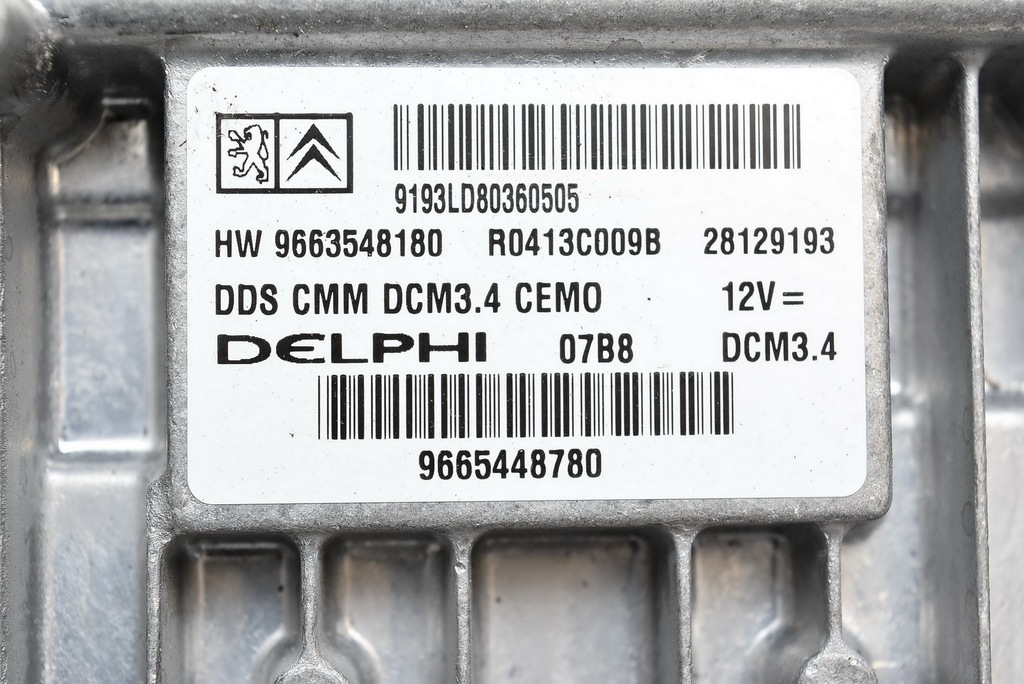 9193LD80360505
HW 9663548180 R0413C009B 28129193
DDS CMM DCM3.4 CEMO 12V=
DELPHI 07B8 DCM3.4
9665448780